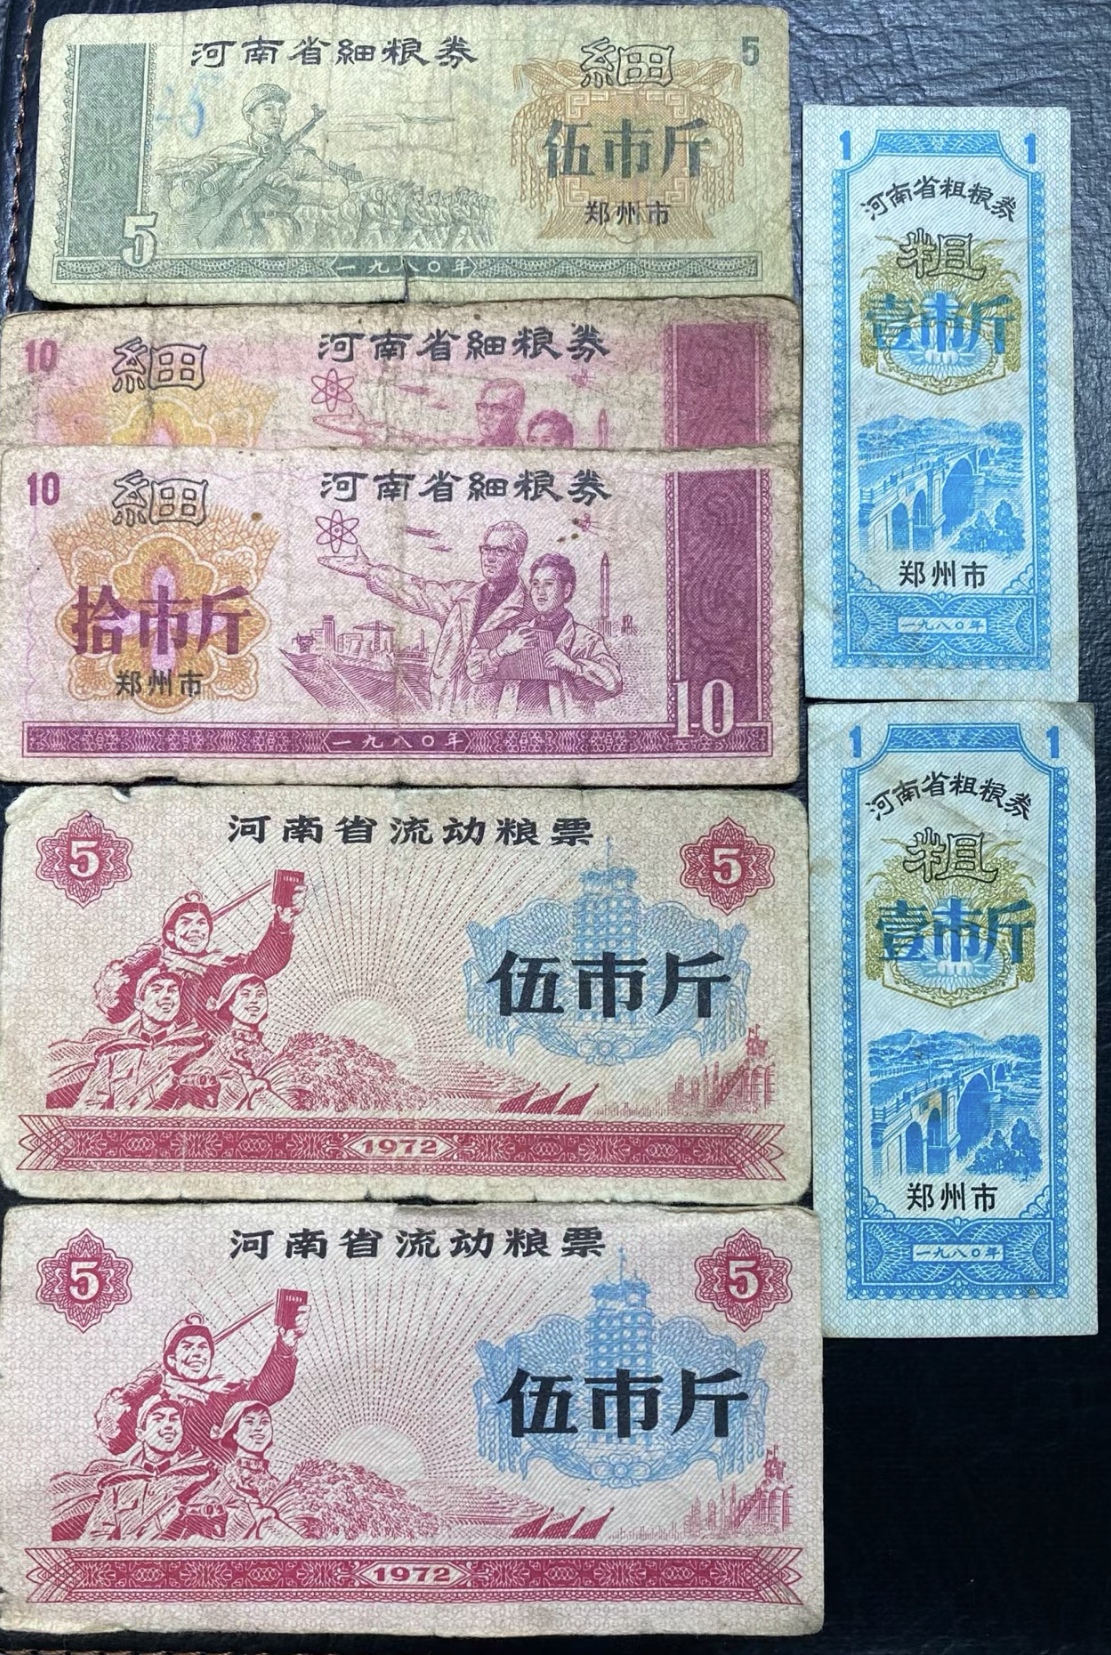 河南省細粮券
細
5
伍市斤
郑州市
5
一九八〇年
10
細
河南省細粮券
10
細
河南省細粮券
拾市斤
郑州市
10
一九八〇年
河南省流动粮票
5
5
伍市斤
1972
河南省流动粮票
5
5
伍市斤
1972
1
1
河南省粗粮券
粗
壹市斤
郑州市
一九八〇年
1
1
河南省粗粮券
粗
壹市斤
郑州市
一九八〇年